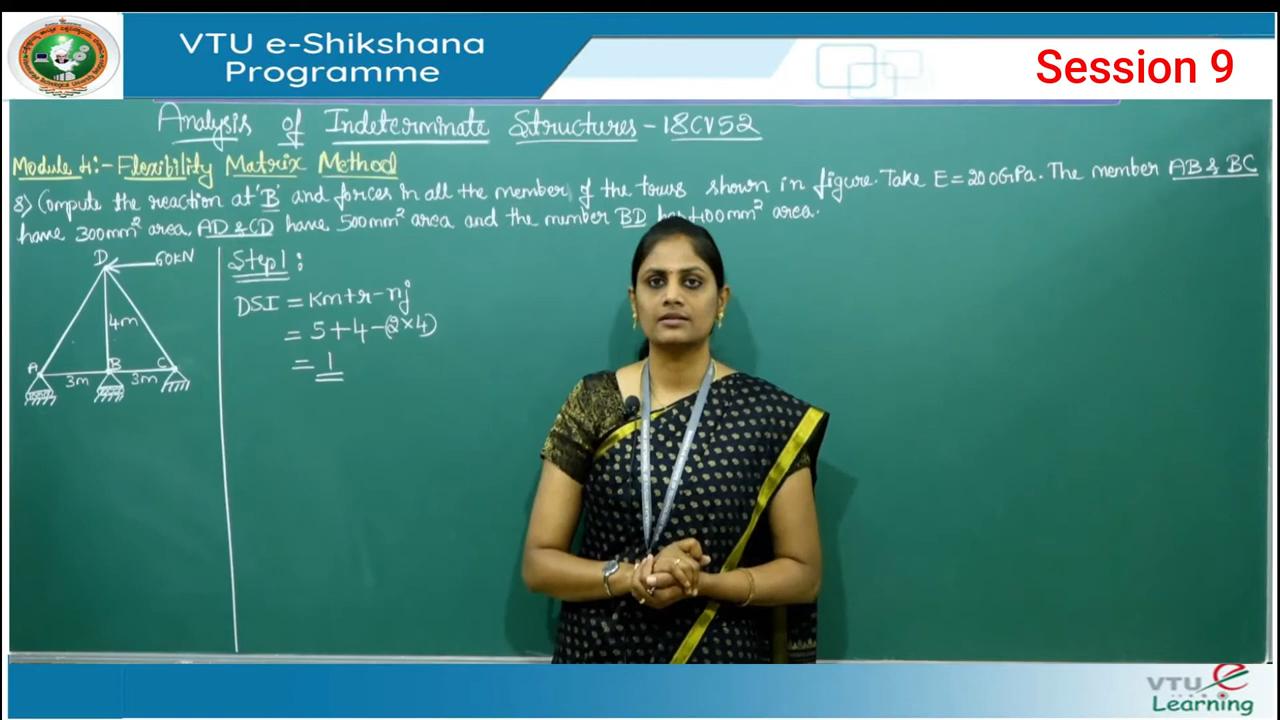 VTU e-Shikshana
Programme
Session 9
Analysis of Indeterminate Structures - 18CV52
Module 4:- Flexibility Matrix Method
8) Compute the reaction at 'B' and forces in all the member of the truss shown in figure. Take E = 200GPa. The member AB & BC
have 300mm² area, AD & CD have 500mm² area and the member BD 400mm² area.
D
60kN
4m
A
B
C
3m
3m
Step1:
DSI = Km+r-nj
= 5+4-(2×4)
= 1
VTU e
Learning